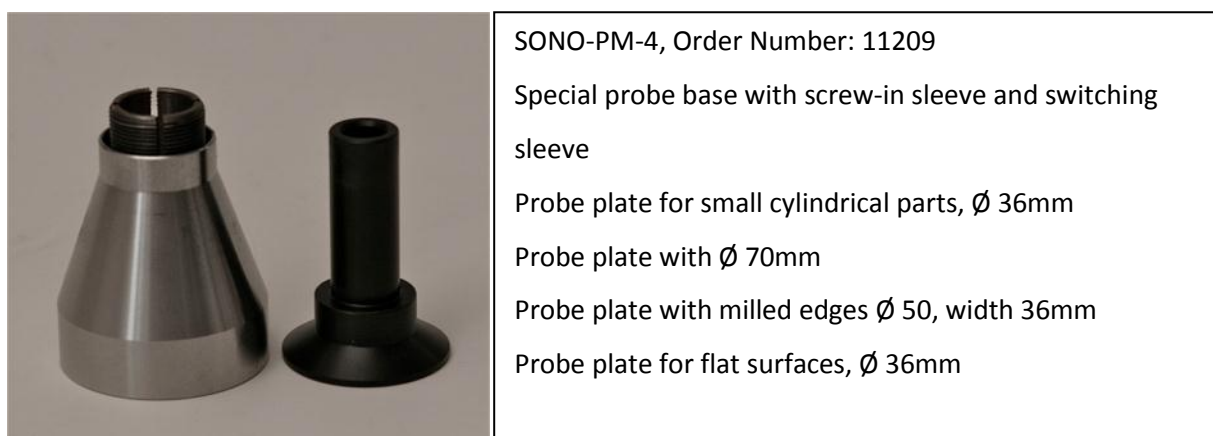 SONO-PM-4, Order Number: 11209
Special probe base with screw-in sleeve and switching
sleeve
Probe plate for small cylindrical parts, Ø 36mm
Probe plate with Ø 70mm
Probe plate with milled edges Ø 50, width 36mm
Probe plate for flat surfaces, Ø 36mm